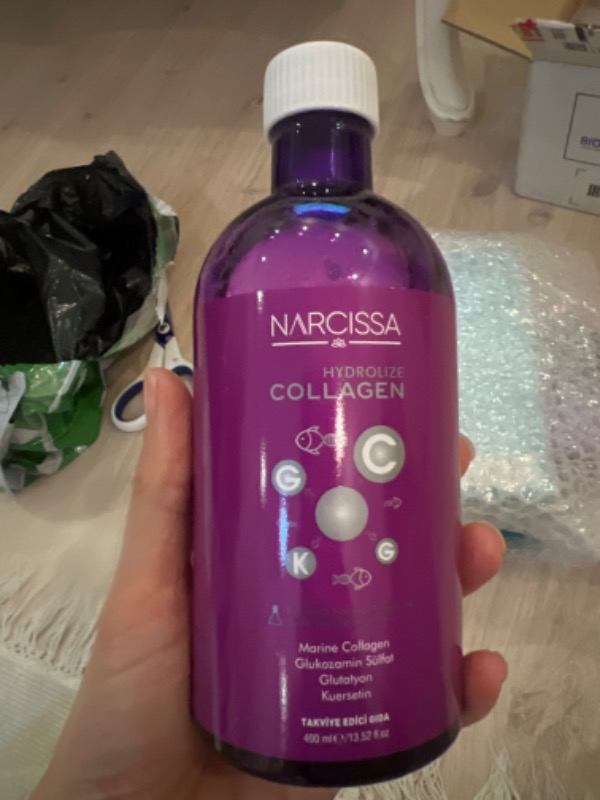 NARCISSA
HYDROLIZE
COLLAGEN
C
G
G
K
Marine Collagen
Glukozamin Sülfat
Glutatyon
Kuersetin
TAKVİYE EDİCİ GIDA
400 ml ℮/13.52 fl.oz
BIO